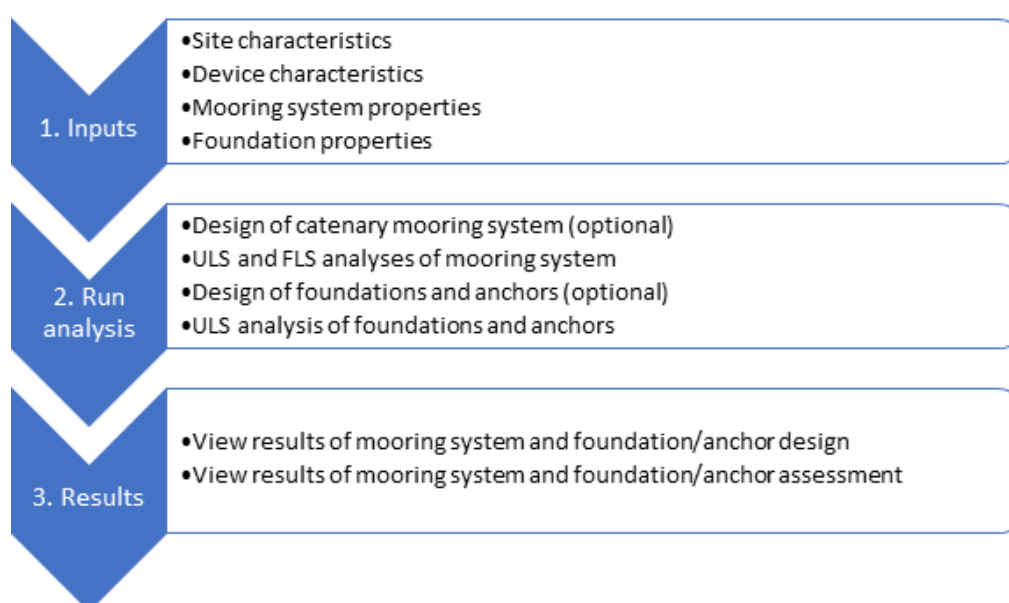 1. Inputs
•Site characteristics
•Device characteristics
•Mooring system properties
•Foundation properties
2. Run
analysis
•Design of catenary mooring system (optional)
•ULS and FLS analyses of mooring system
•Design of foundations and anchors (optional)
•ULS analysis of foundations and anchors
3. Results
•View results of mooring system and foundation/anchor design
•View results of mooring system and foundation/anchor assessment